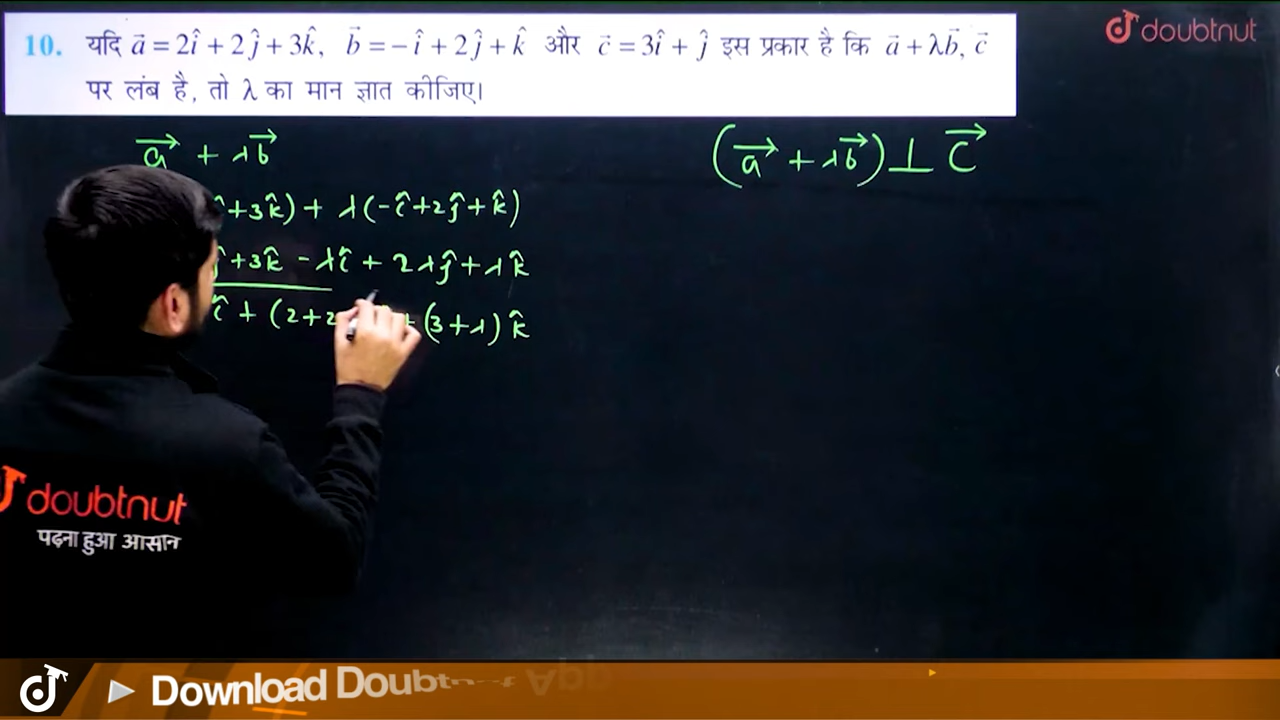 10. यदि a⃗ = 2î + 2ĵ + 3k̂, b⃗ = −î + 2ĵ + k̂ और c⃗ = 3î + ĵ इस प्रकार है कि a⃗ + λb⃗, c⃗
पर लंब है, तो λ का मान ज्ञात कीजिए।
doubtnut
a⃗ + λb⃗
+3k̂) + λ(-î+2ĵ+k̂)
+3k̂ - λî + 2λĵ + λk̂
î + (2+2 + (3+λ)k̂
(a⃗ + λb⃗) ⊥ c⃗
doubtnut
पढ़ना हुआ आसान
Download